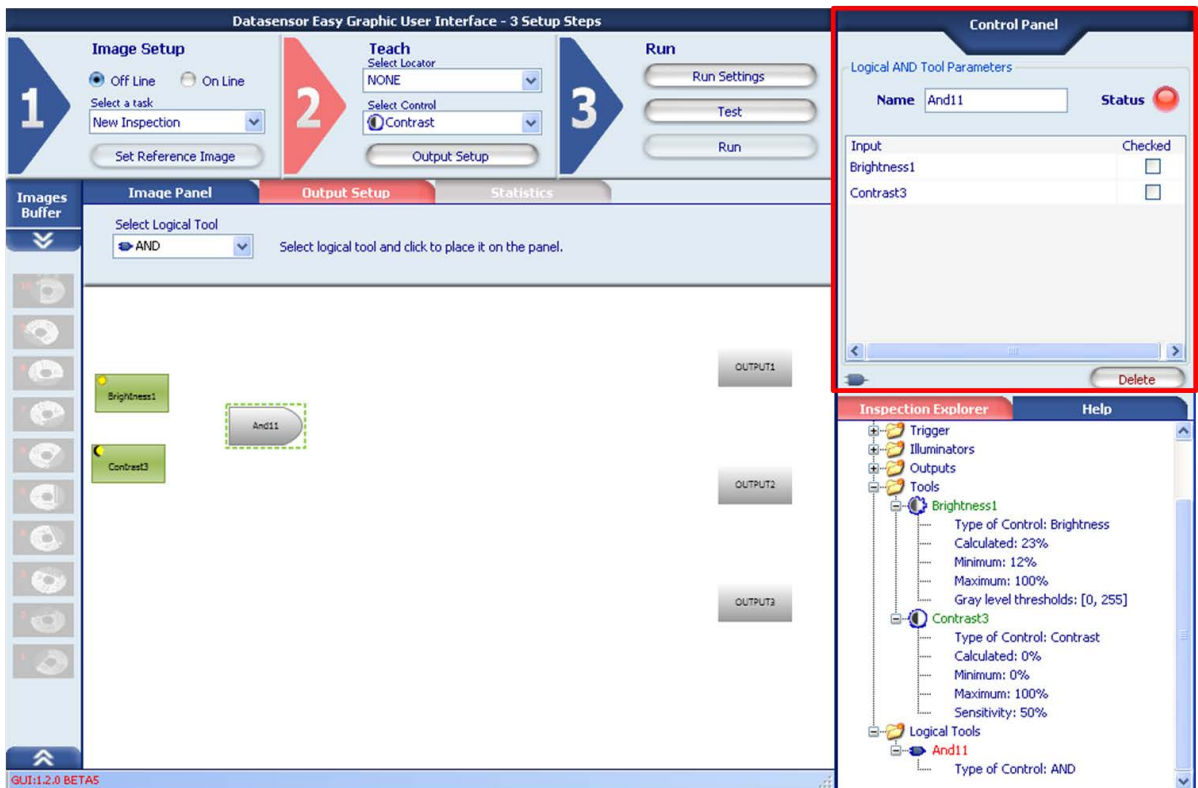 Datasensor Easy Graphic User Interface - 3 Setup Steps
1
Image Setup
Off Line
On Line
Select a task
New Inspection
Set Reference Image
2
Teach
Select Locator
NONE
Select Control
Contrast
Output Setup
3
Run
Run Settings
Test
Run
Control Panel
Logical AND Tool Parameters
Name And11 Status
Input Checked
Brightness1
Contrast3
Delete
Images
Buffer
Image Panel
Output Setup
Statistics
Select Logical Tool
AND
Select logical tool and click to place it on the panel.
Brightness1
Contrast3
And11
OUTPUT1
OUTPUT2
OUTPUT3
Inspection Explorer
Help
Trigger
Illuminators
Outputs
Tools
Brightness1
Type of Control: Brightness
Calculated: 23%
Minimum: 12%
Maximum: 100%
Gray level thresholds: [0, 255]
Contrast3
Type of Control: Contrast
Calculated: 0%
Minimum: 0%
Maximum: 100%
Sensitivity: 50%
Logical Tools
And11
Type of Control: AND
GUI:1.2.0 BETA5